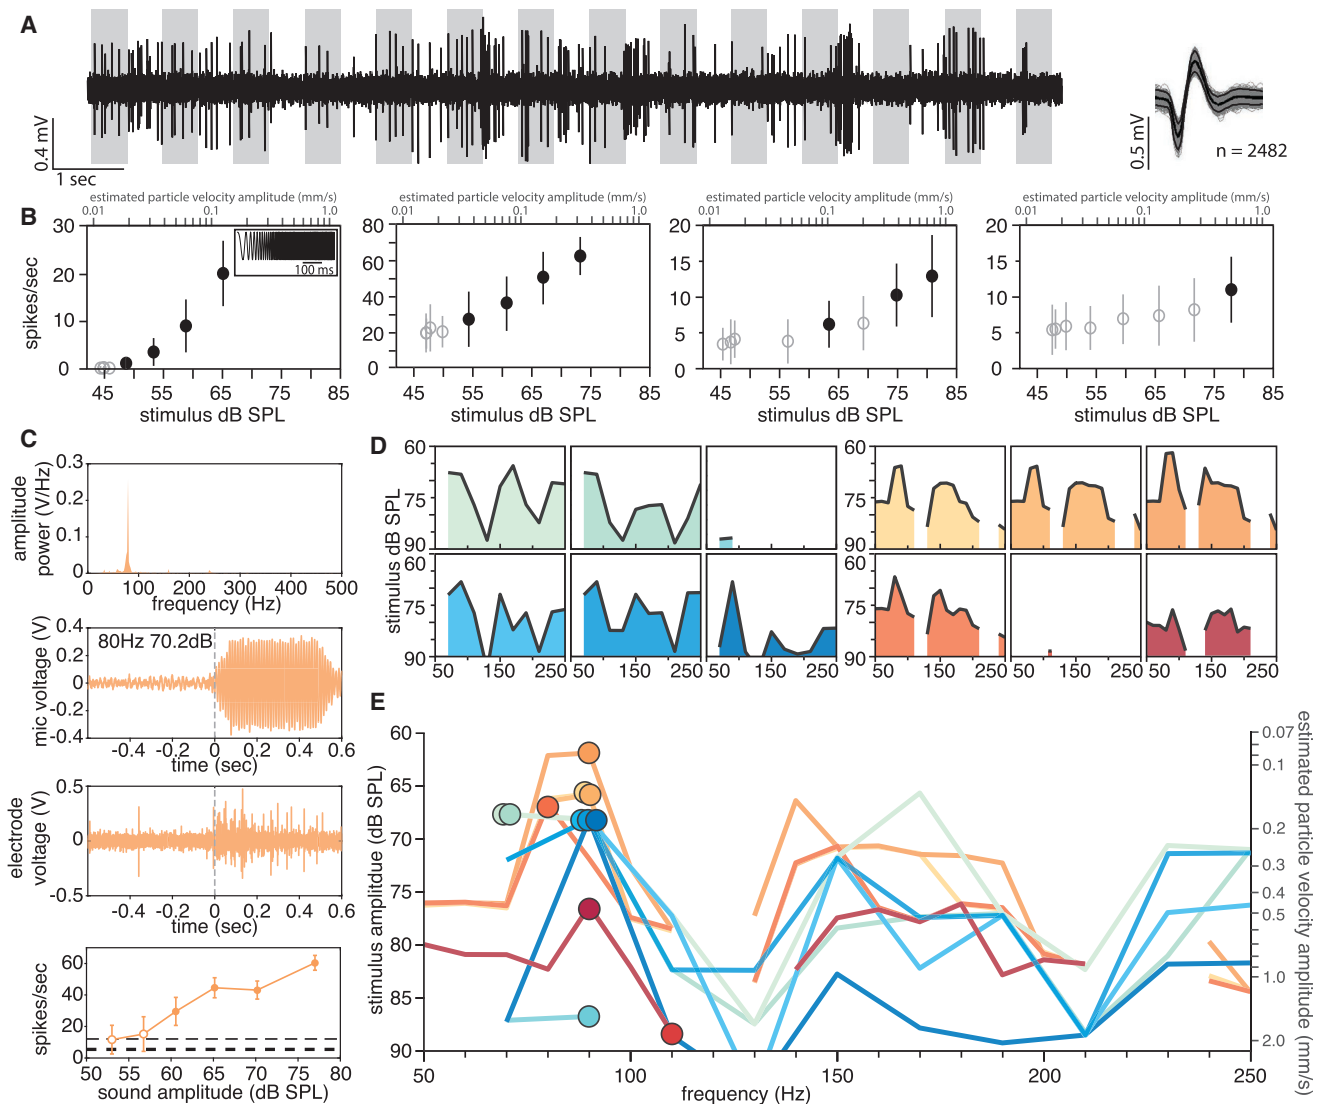 A
0.4 mV
1 sec
0.5 mV
n = 2482
B
estimated particle velocity amplitude (mm/s)
0.01 0.1 1.0
estimated particle velocity amplitude (mm/s)
0.01 0.1 1.0
estimated particle velocity amplitude (mm/s)
0.01 0.1 1.0
estimated particle velocity amplitude (mm/s)
0.01 0.1 1.0
spikes/sec
30
20
10
0
100 ms
45 55 65 75 85
stimulus dB SPL
80
60
40
20
0
45 55 65 75 85
stimulus dB SPL
20
15
10
5
0
45 55 65 75 85
stimulus dB SPL
20
15
10
5
0
45 55 65 75 85
stimulus dB SPL
C
amplitude
power (V/Hz)
0.3
0.2
0.1
0
0 100 200 300 400 500
frequency (Hz)
mic voltage (V)
0.4
0.2
0
-0.2
-0.4
80Hz 70.2dB
-0.4 -0.2 0 0.2 0.4 0.6
time (sec)
electrode
voltage (V)
0.5
0
-0.5
-0.4 -0.2 0 0.2 0.4 0.6
time (sec)
spikes/sec
60
40
20
0
50 55 60 65 70 75 80
sound amplitude (dB SPL)
D
stimulus dB SPL
60
75
90
60
75
90
60
75
90
60
75
90
50 150 250
50 150 250
50 150 250
50 150 250
50 150 250
50 150 250
E
stimulus amplitdue (dB SPL)
60
65
70
75
80
85
90
50 100 150 200 250
frequency (Hz)
0.07
0.1
0.2
0.3
0.4
0.5
1.0
2.0
estimated particle velocity amplitude (mm/s)